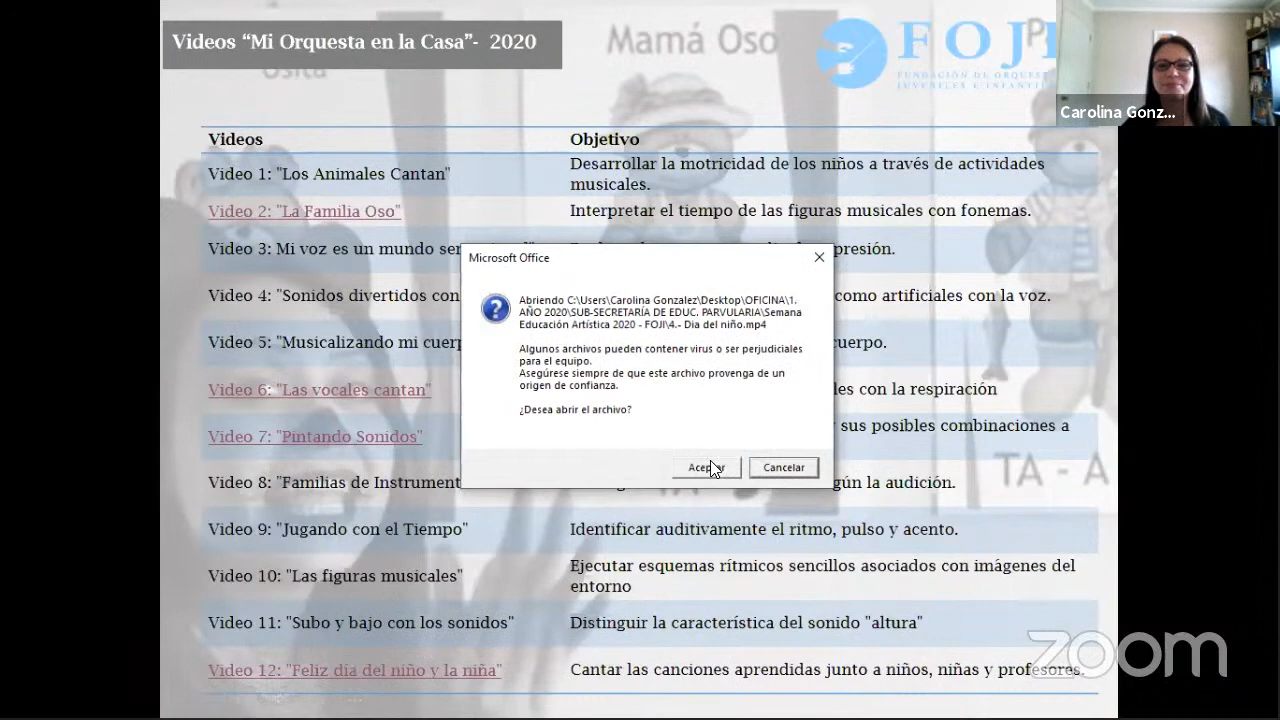 Videos “Mi Orquesta en la Casa”- 2020
Osita
Mamá Oso
FOJI
FUNDACIÓN DE
JUVENILES E
Carolina Gonz...
Videos
Objetivo
Video 1: "Los Animales Cantan"
Desarrollar la motricidad de los niños a través de actividades
musicales.
Video 2: "La Familia Oso"
Interpretar el tiempo de las figuras musicales con fonemas.
Video 3: Mi voz es un mundo
presión.
Video 4: "Sonidos divertidos con
como artificiales con la voz.
Video 5: "Musicalizando mi cuerp
cuerpo.
Video 6: "Las vocales cantan"
les con la respiración
Video 7: "Pintando Sonidos"
y sus posibles combinaciones a
Video 8: "Familias de Instrument
gún la audición.
Video 9: "Jugando con el Tiempo"
Identificar auditivamente el ritmo, pulso y acento.
Video 10: "Las figuras musicales"
Ejecutar esquemas rítmicos sencillos asociados con imágenes del
entorno
Video 11: "Subo y bajo con los sonidos"
Distinguir la característica del sonido "altura"
Video 12: "Feliz día del niño y la niña"
Cantar las canciones aprendidas junto a niños, niñas y profesores.
Microsoft Office
Abriendo C:\Users\Carolina Gonzalez\Desktop\OFICINA\1.
AÑO 2020\SUB-SECRETARÍA DE EDUC. PARVULARIA\Semana
Educación Artística 2020 - FOJI\4.- Dia del niño.mp4
Algunos archivos pueden contener virus o ser perjudiciales
para el equipo.
Asegúrese siempre de que este archivo provenga de un
origen de confianza.
¿Desea abrir el archivo?
Aceptar
Cancelar
TA - A
zoom